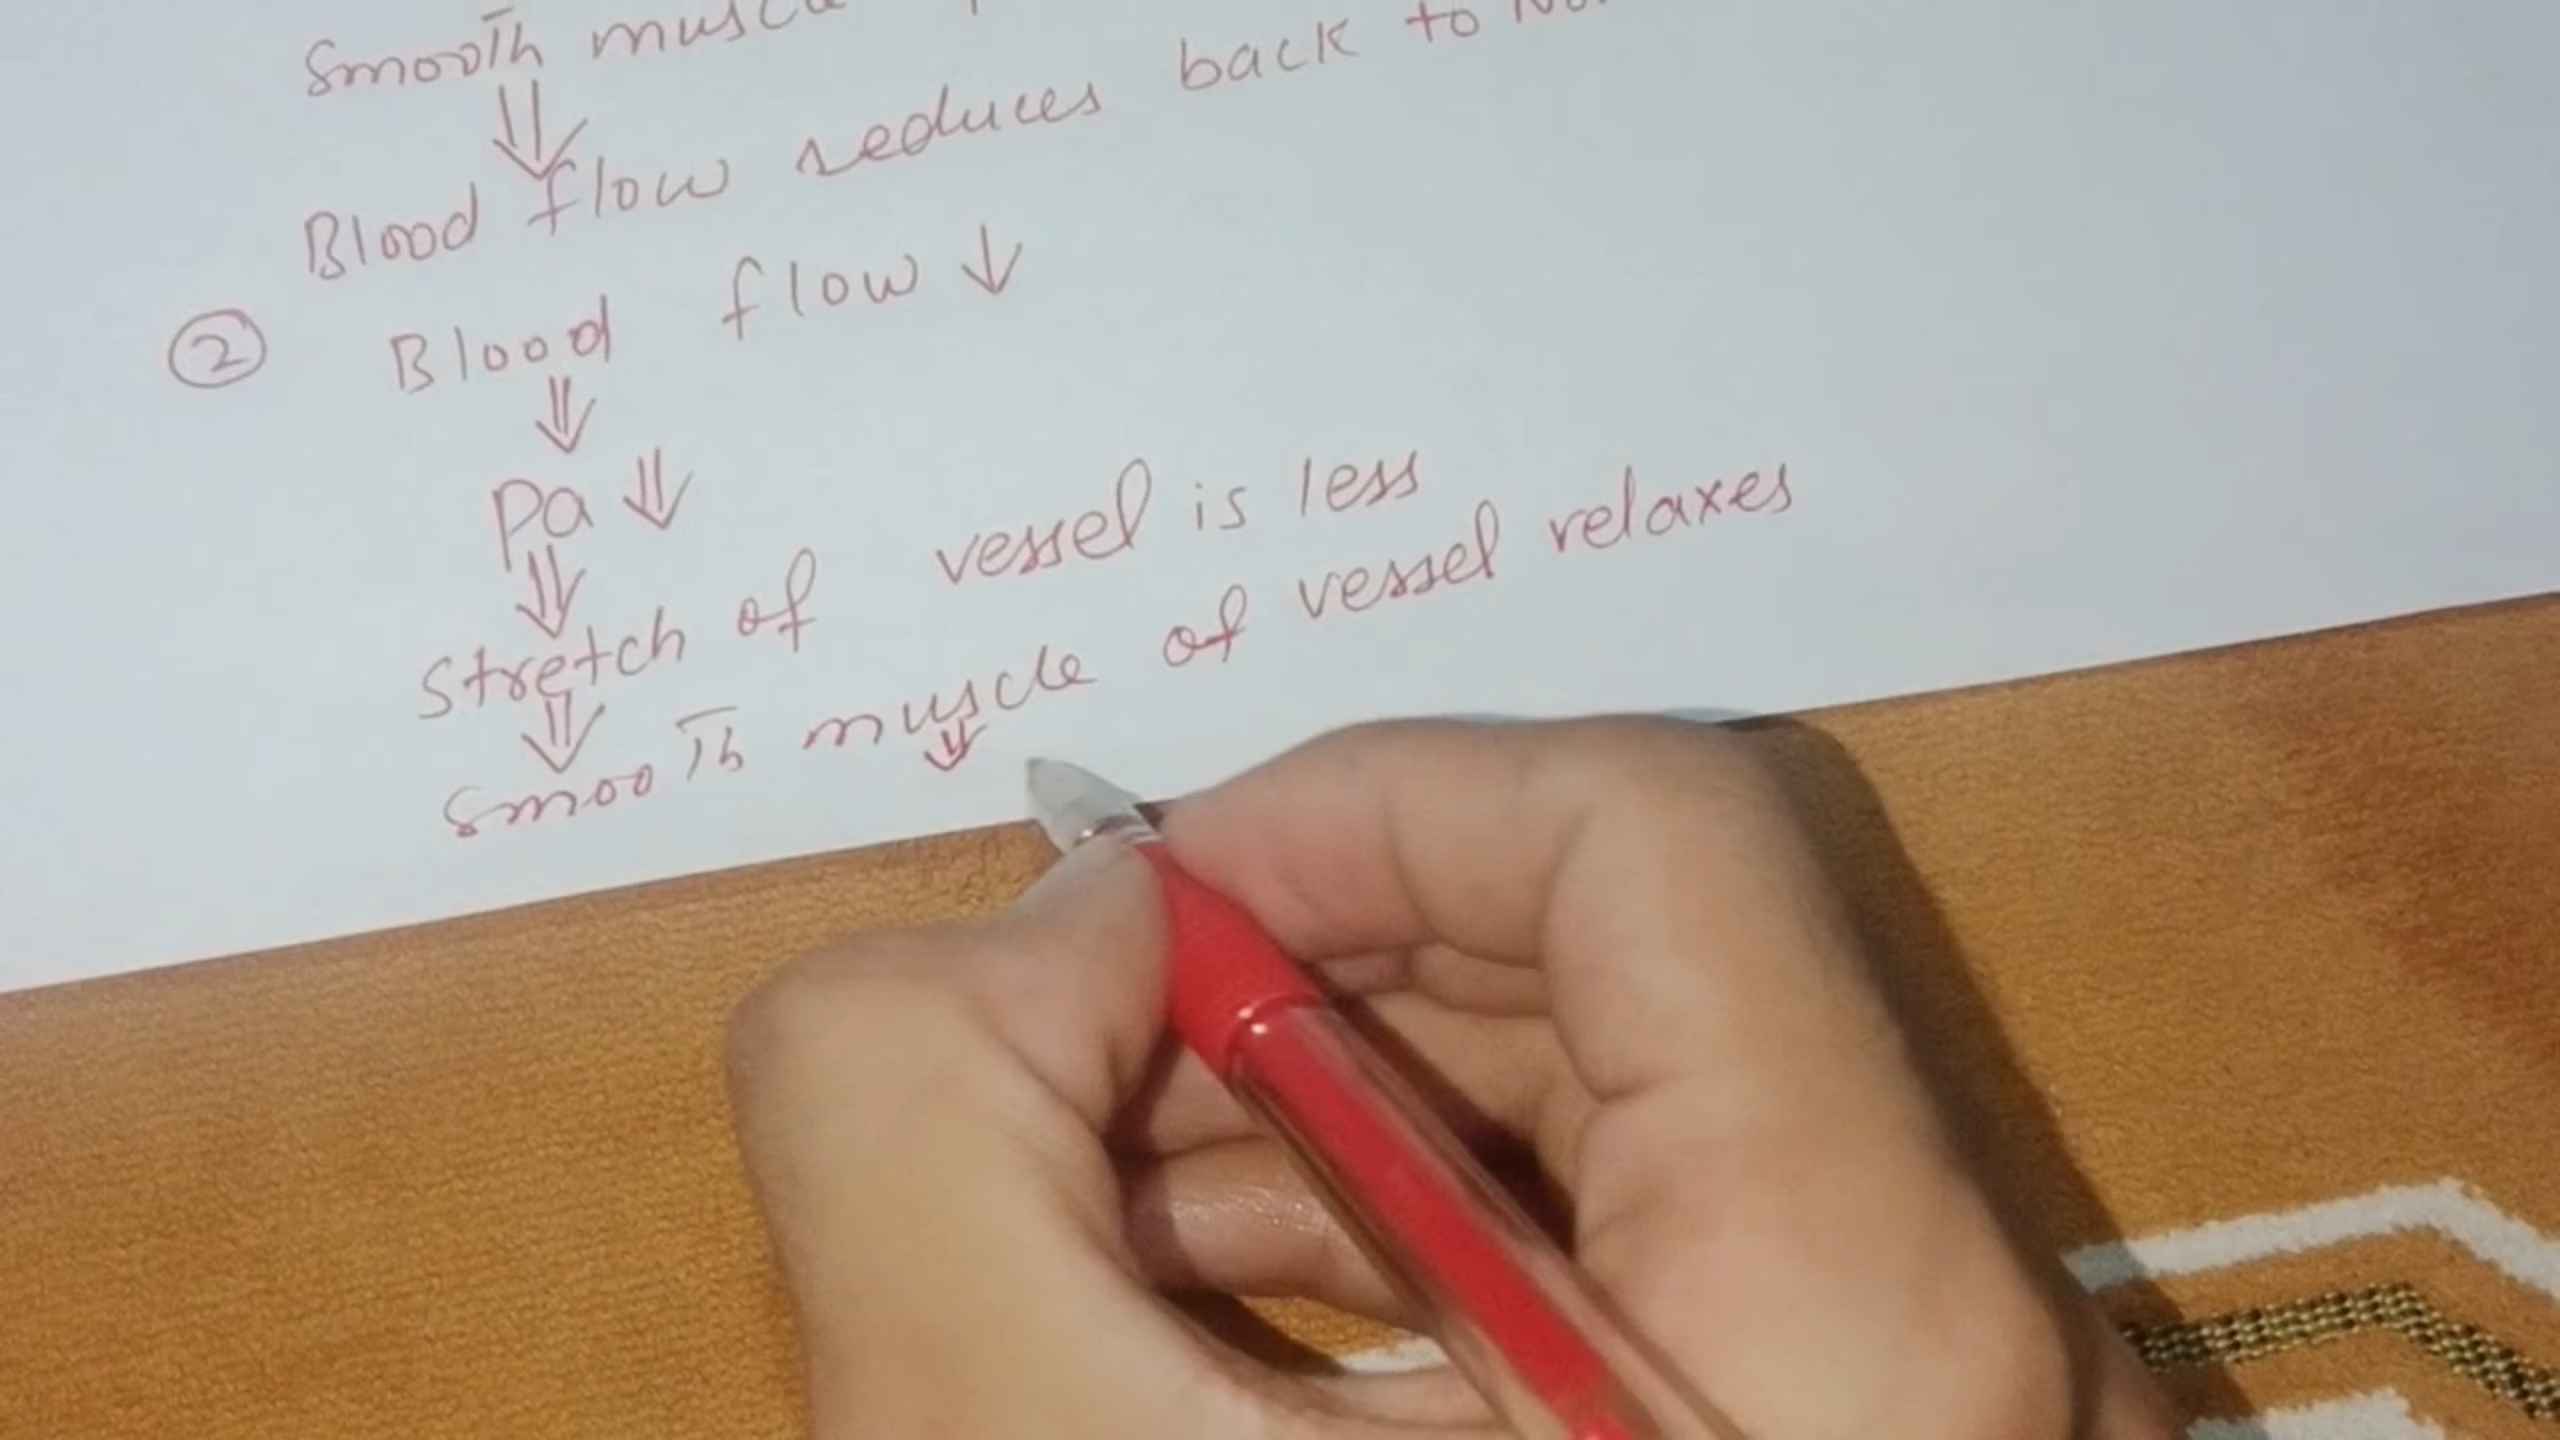 Smooth
Blood flow reduces back to
② Blood flow ↓
⇓
Pa ⇓
⇓
Stretch of vessel is less
⇓
Smooth muscle of vessel relaxes
⇓